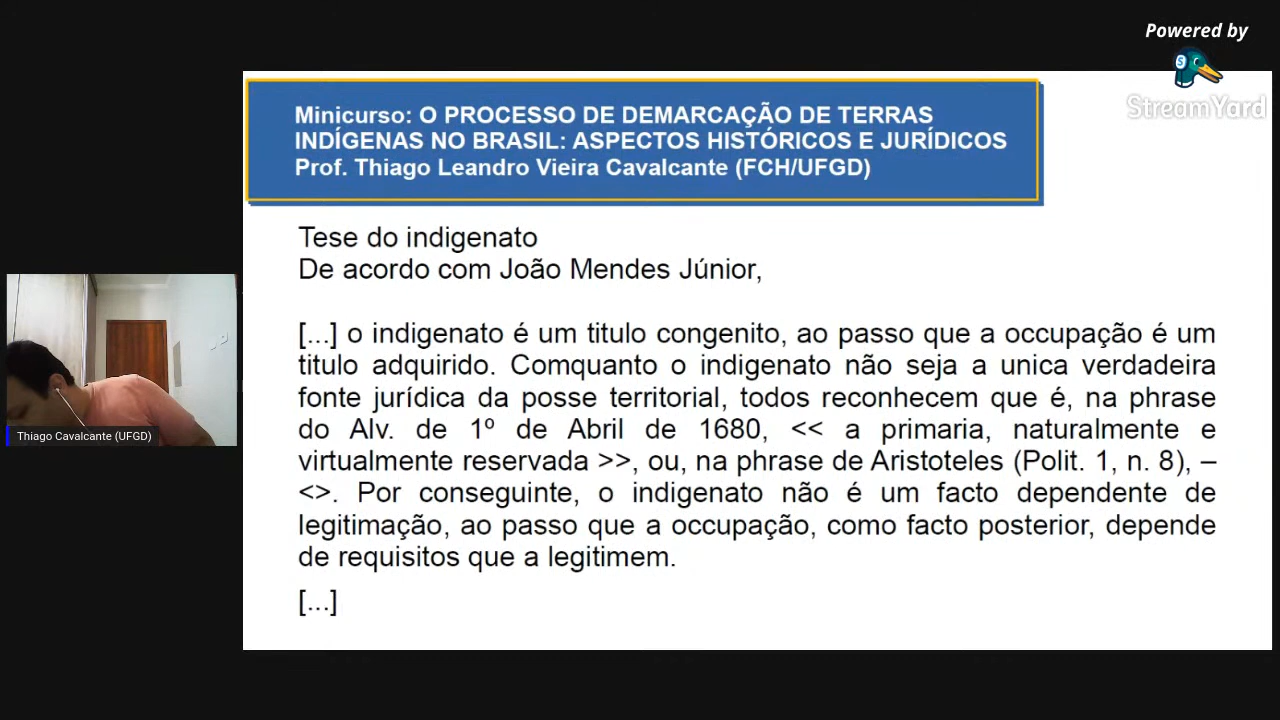 Powered by
StreamYard
Minicurso: O PROCESSO DE DEMARCAÇÃO DE TERRAS
INDÍGENAS NO BRASIL: ASPECTOS HISTÓRICOS E JURÍDICOS
Prof. Thiago Leandro Vieira Cavalcante (FCH/UFGD)
Tese do indigenato
De acordo com João Mendes Júnior,
[...] o indigenato é um titulo congenito, ao passo que a occupação é um
titulo adquirido. Comquanto o indigenato não seja a unica verdadeira
fonte jurídica da posse territorial, todos reconhecem que é, na phrase
do Alv. de 1º de Abril de 1680, << a primaria, naturalmente e
virtualmente reservada >>, ou, na phrase de Aristoteles (Polit. 1, n. 8), –
<>. Por conseguinte, o indigenato não é um facto dependente de
legitimação, ao passo que a occupação, como facto posterior, depende
de requisitos que a legitimem.
[...]
Thiago Cavalcante (UFGD)